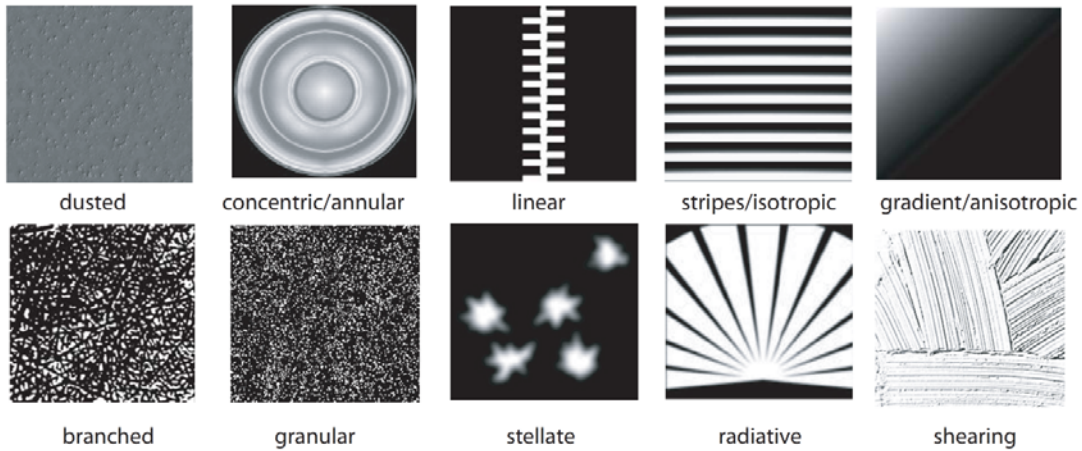 dusted
concentric/annular
linear
stripes/isotropic
gradient/anisotropic
branched
granular
stellate
radiative
shearing